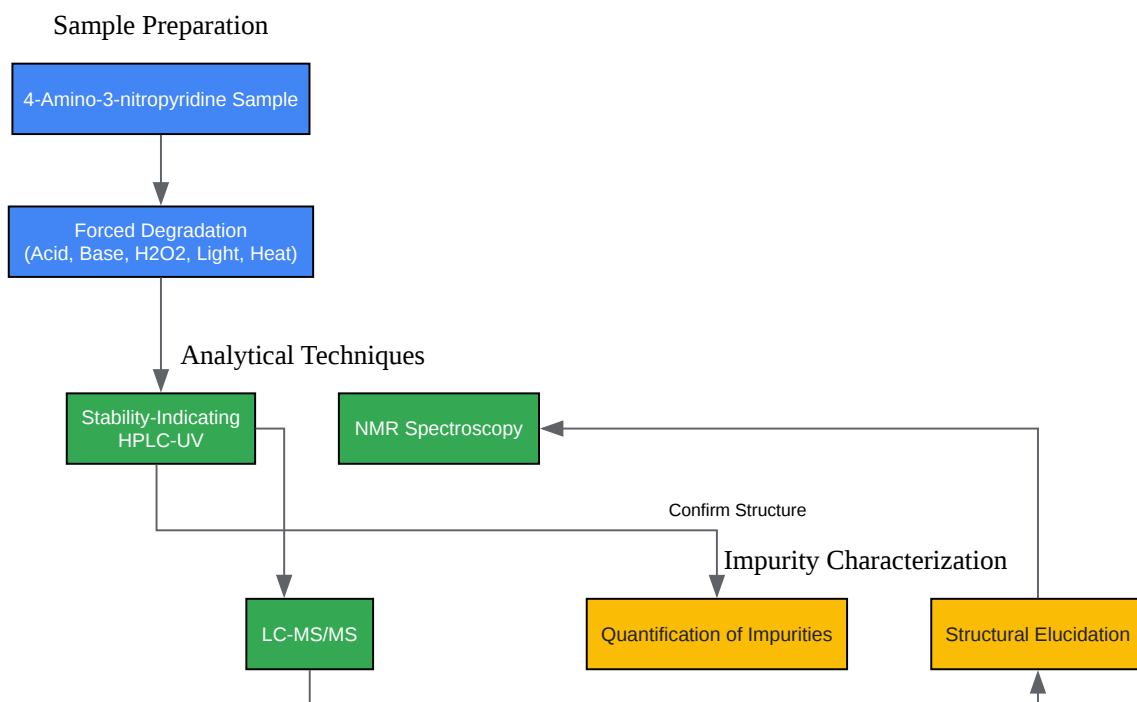 Sample Preparation
4-Amino-3-nitropyridine Sample
Forced Degradation
(Acid, Base, H2O2, Light, Heat)
Analytical Techniques
Stability-Indicating
HPLC-UV
NMR Spectroscopy
Confirm Structure
Impurity Characterization
LC-MS/MS
Quantification of Impurities
Structural Elucidation